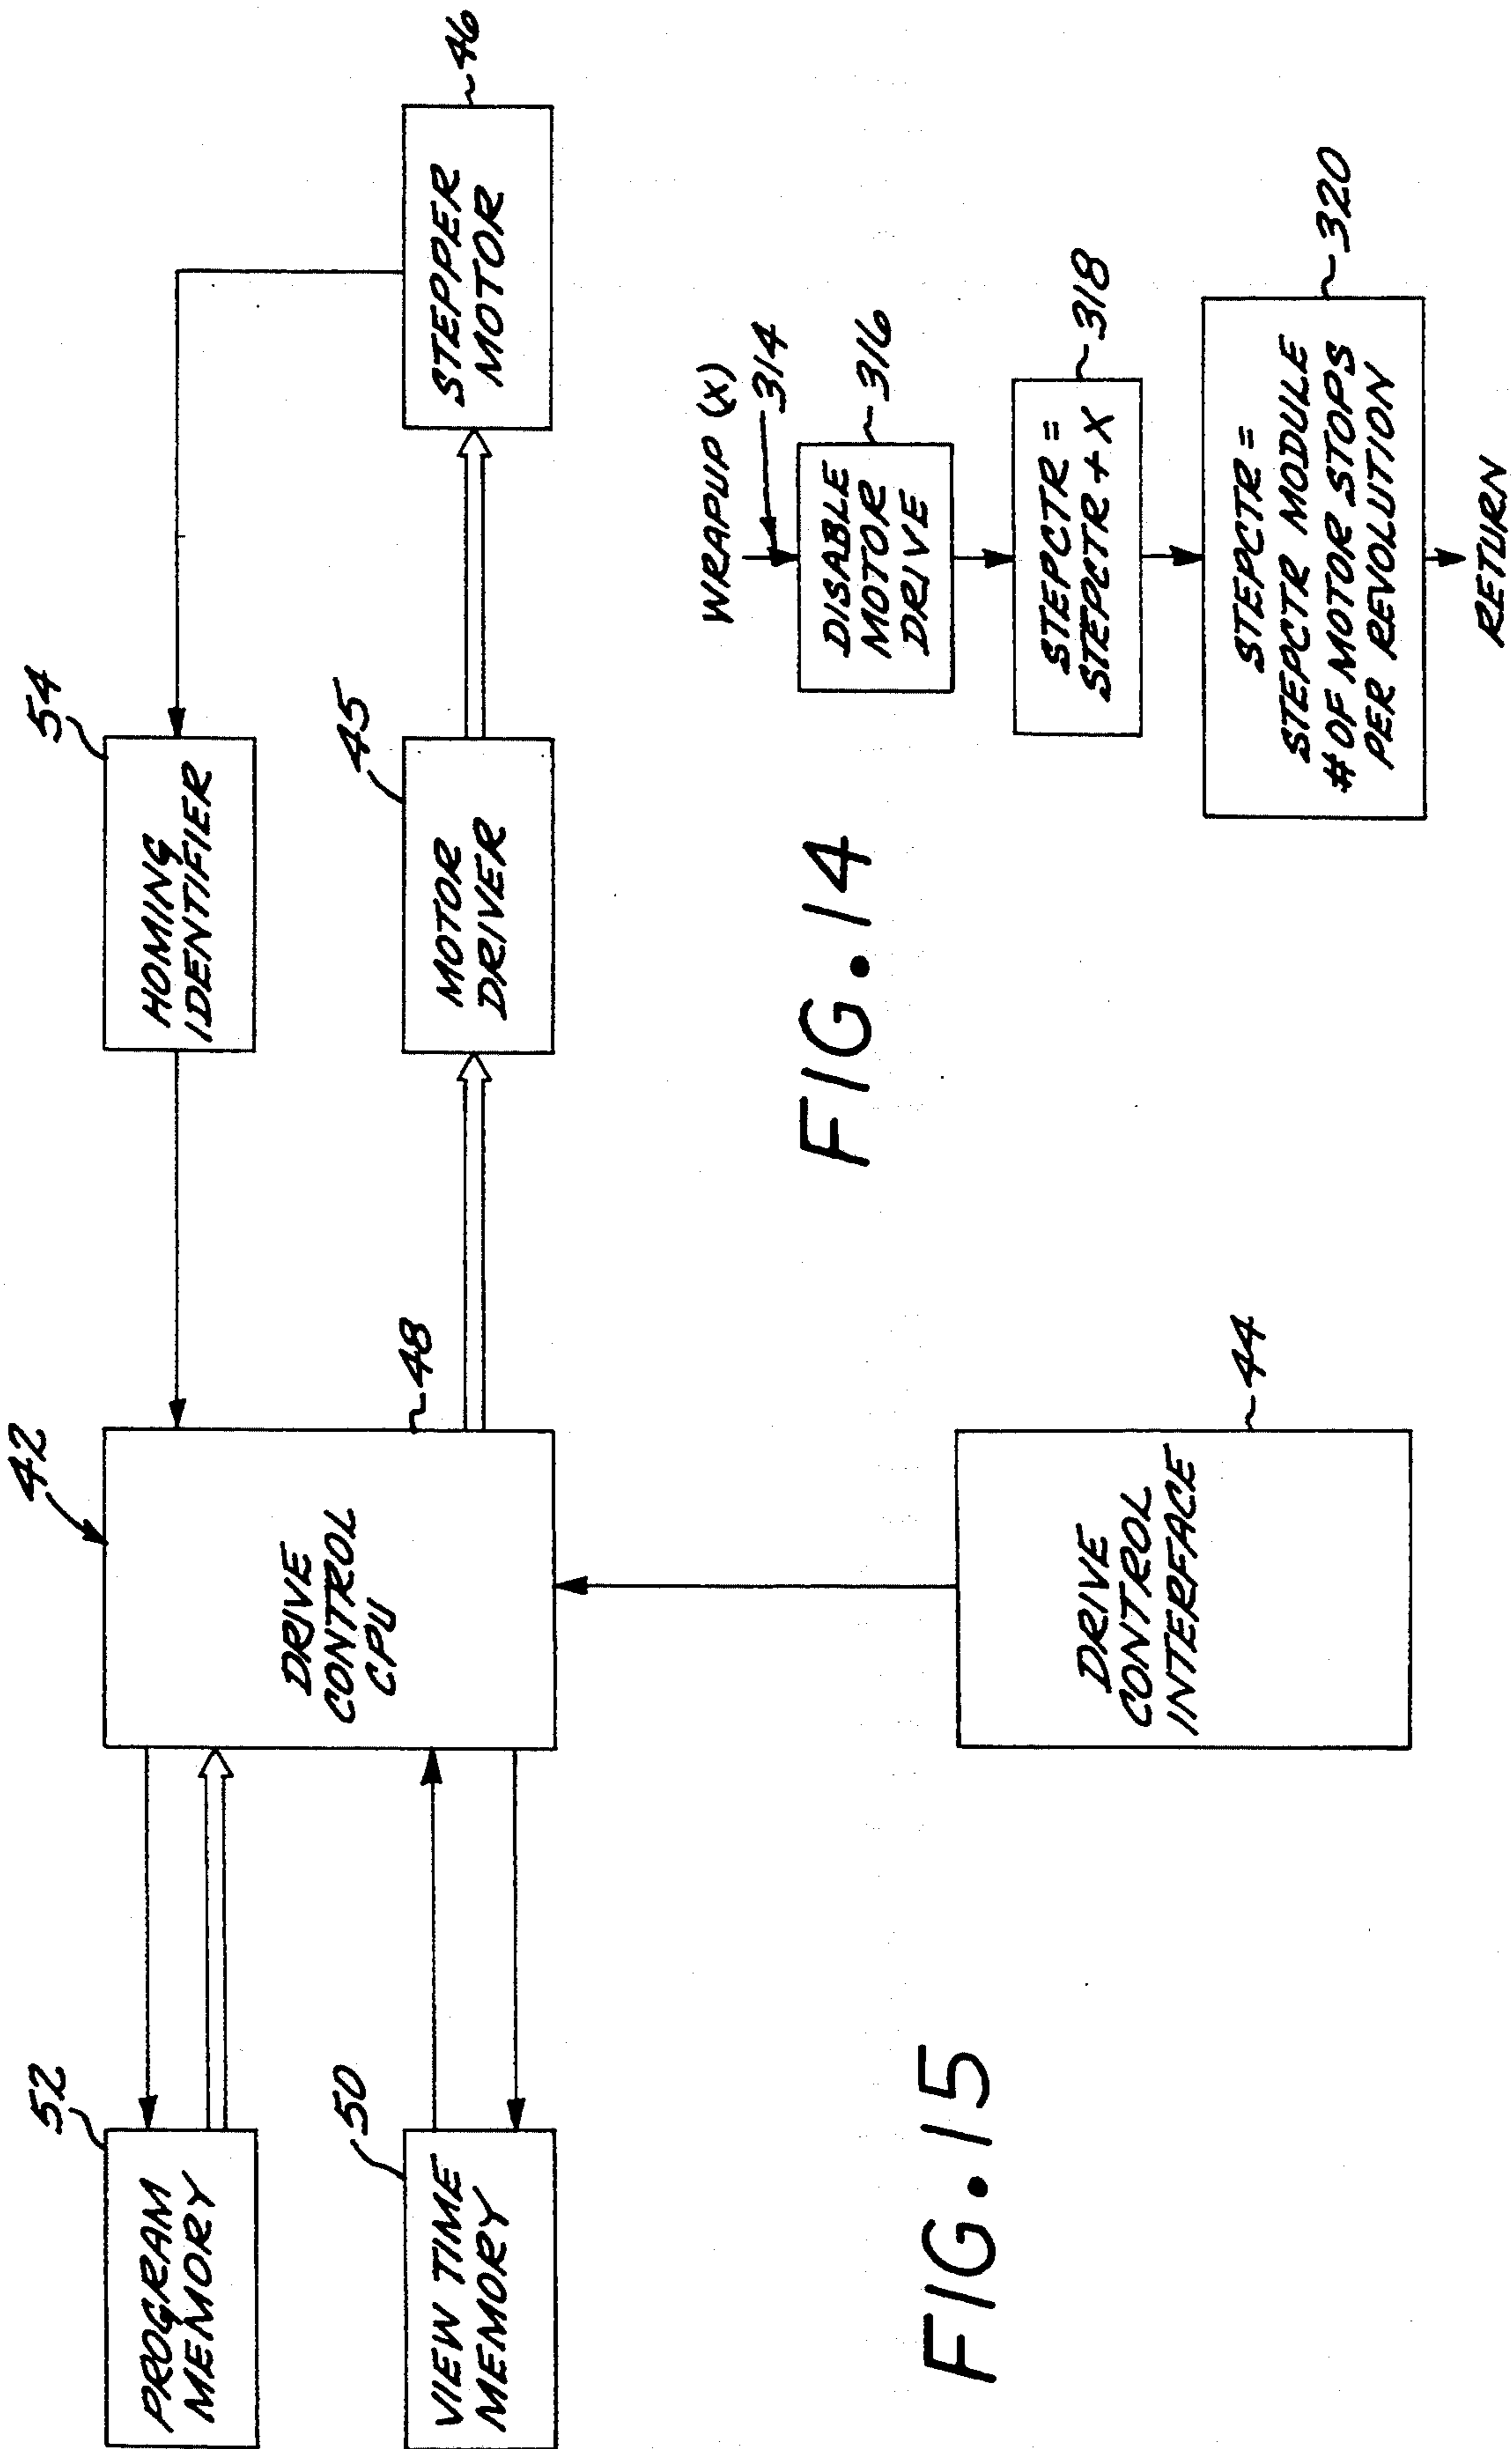 52
PROGRAM
MEMORY
50
VIEW TIME
MEMORY
42
DRIVE
CONTROL
CPU
48
54
HOMING
IDENTIFIER
45
MOTOR
DRIVER
STEPPER
MOTOR
46
DRIVE
CONTROL
INTERFACE
44
FIG. 15
WRAPUP (X)
314
DISABLE
MOTOR
DRIVE
316
STEPCTR =
STEPCTR + X
318
STEPCTR =
STEPCTR MODULE
# OF MOTOR STOPS
PER REVOLUTION
320
RETURN
FIG. 14